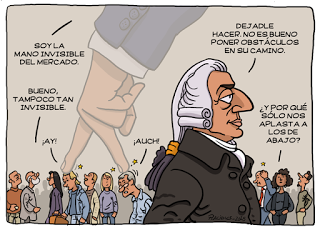 SOY LA
MANO INVISIBLE
DEL MERCADO.
DEJADLE
HACER. NO ES BUENO
PONER OBSTÁCULOS
EN SU CAMINO.
BUENO,
TAMPOCO TAN
INVISIBLE.
¿Y POR QUÉ
SÓLO NOS
APLASTA A
LOS DE
ABAJO?
¡AY!
¡AUCH!